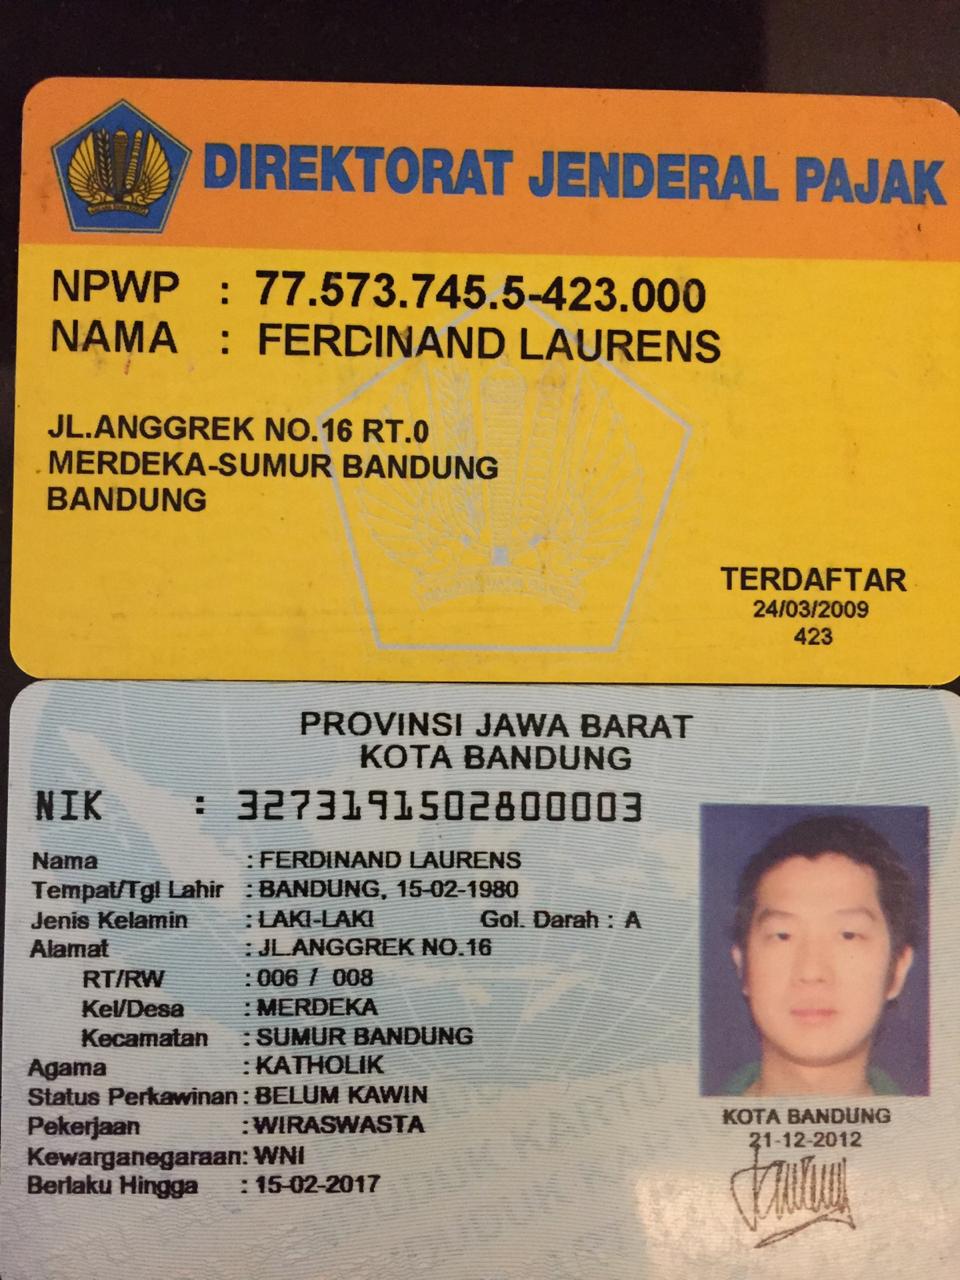 DIREKTORAT JENDERAL PAJAK
NPWP : 77.573.745.5-423.000
NAMA : FERDINAND LAURENS
JL.ANGGREK NO.16 RT.0
MERDEKA-SUMUR BANDUNG
BANDUNG
TERDAFTAR
24/03/2009
423
PROVINSI JAWA BARAT
KOTA BANDUNG
NIK : 3273191502800003
Nama : FERDINAND LAURENS
Tempat/Tgl Lahir : BANDUNG, 15-02-1980
Jenis Kelamin : LAKI-LAKI Gol. Darah : A
Alamat : JL.ANGGREK NO.16
RT/RW : 006 / 008
Kel/Desa : MERDEKA
Kecamatan : SUMUR BANDUNG
Agama : KATHOLIK
Status Perkawinan : BELUM KAWIN
Pekerjaan : WIRASWASTA
Kewarganegaraan: WNI
Berlaku Hingga : 15-02-2017
KOTA BANDUNG
21-12-2012